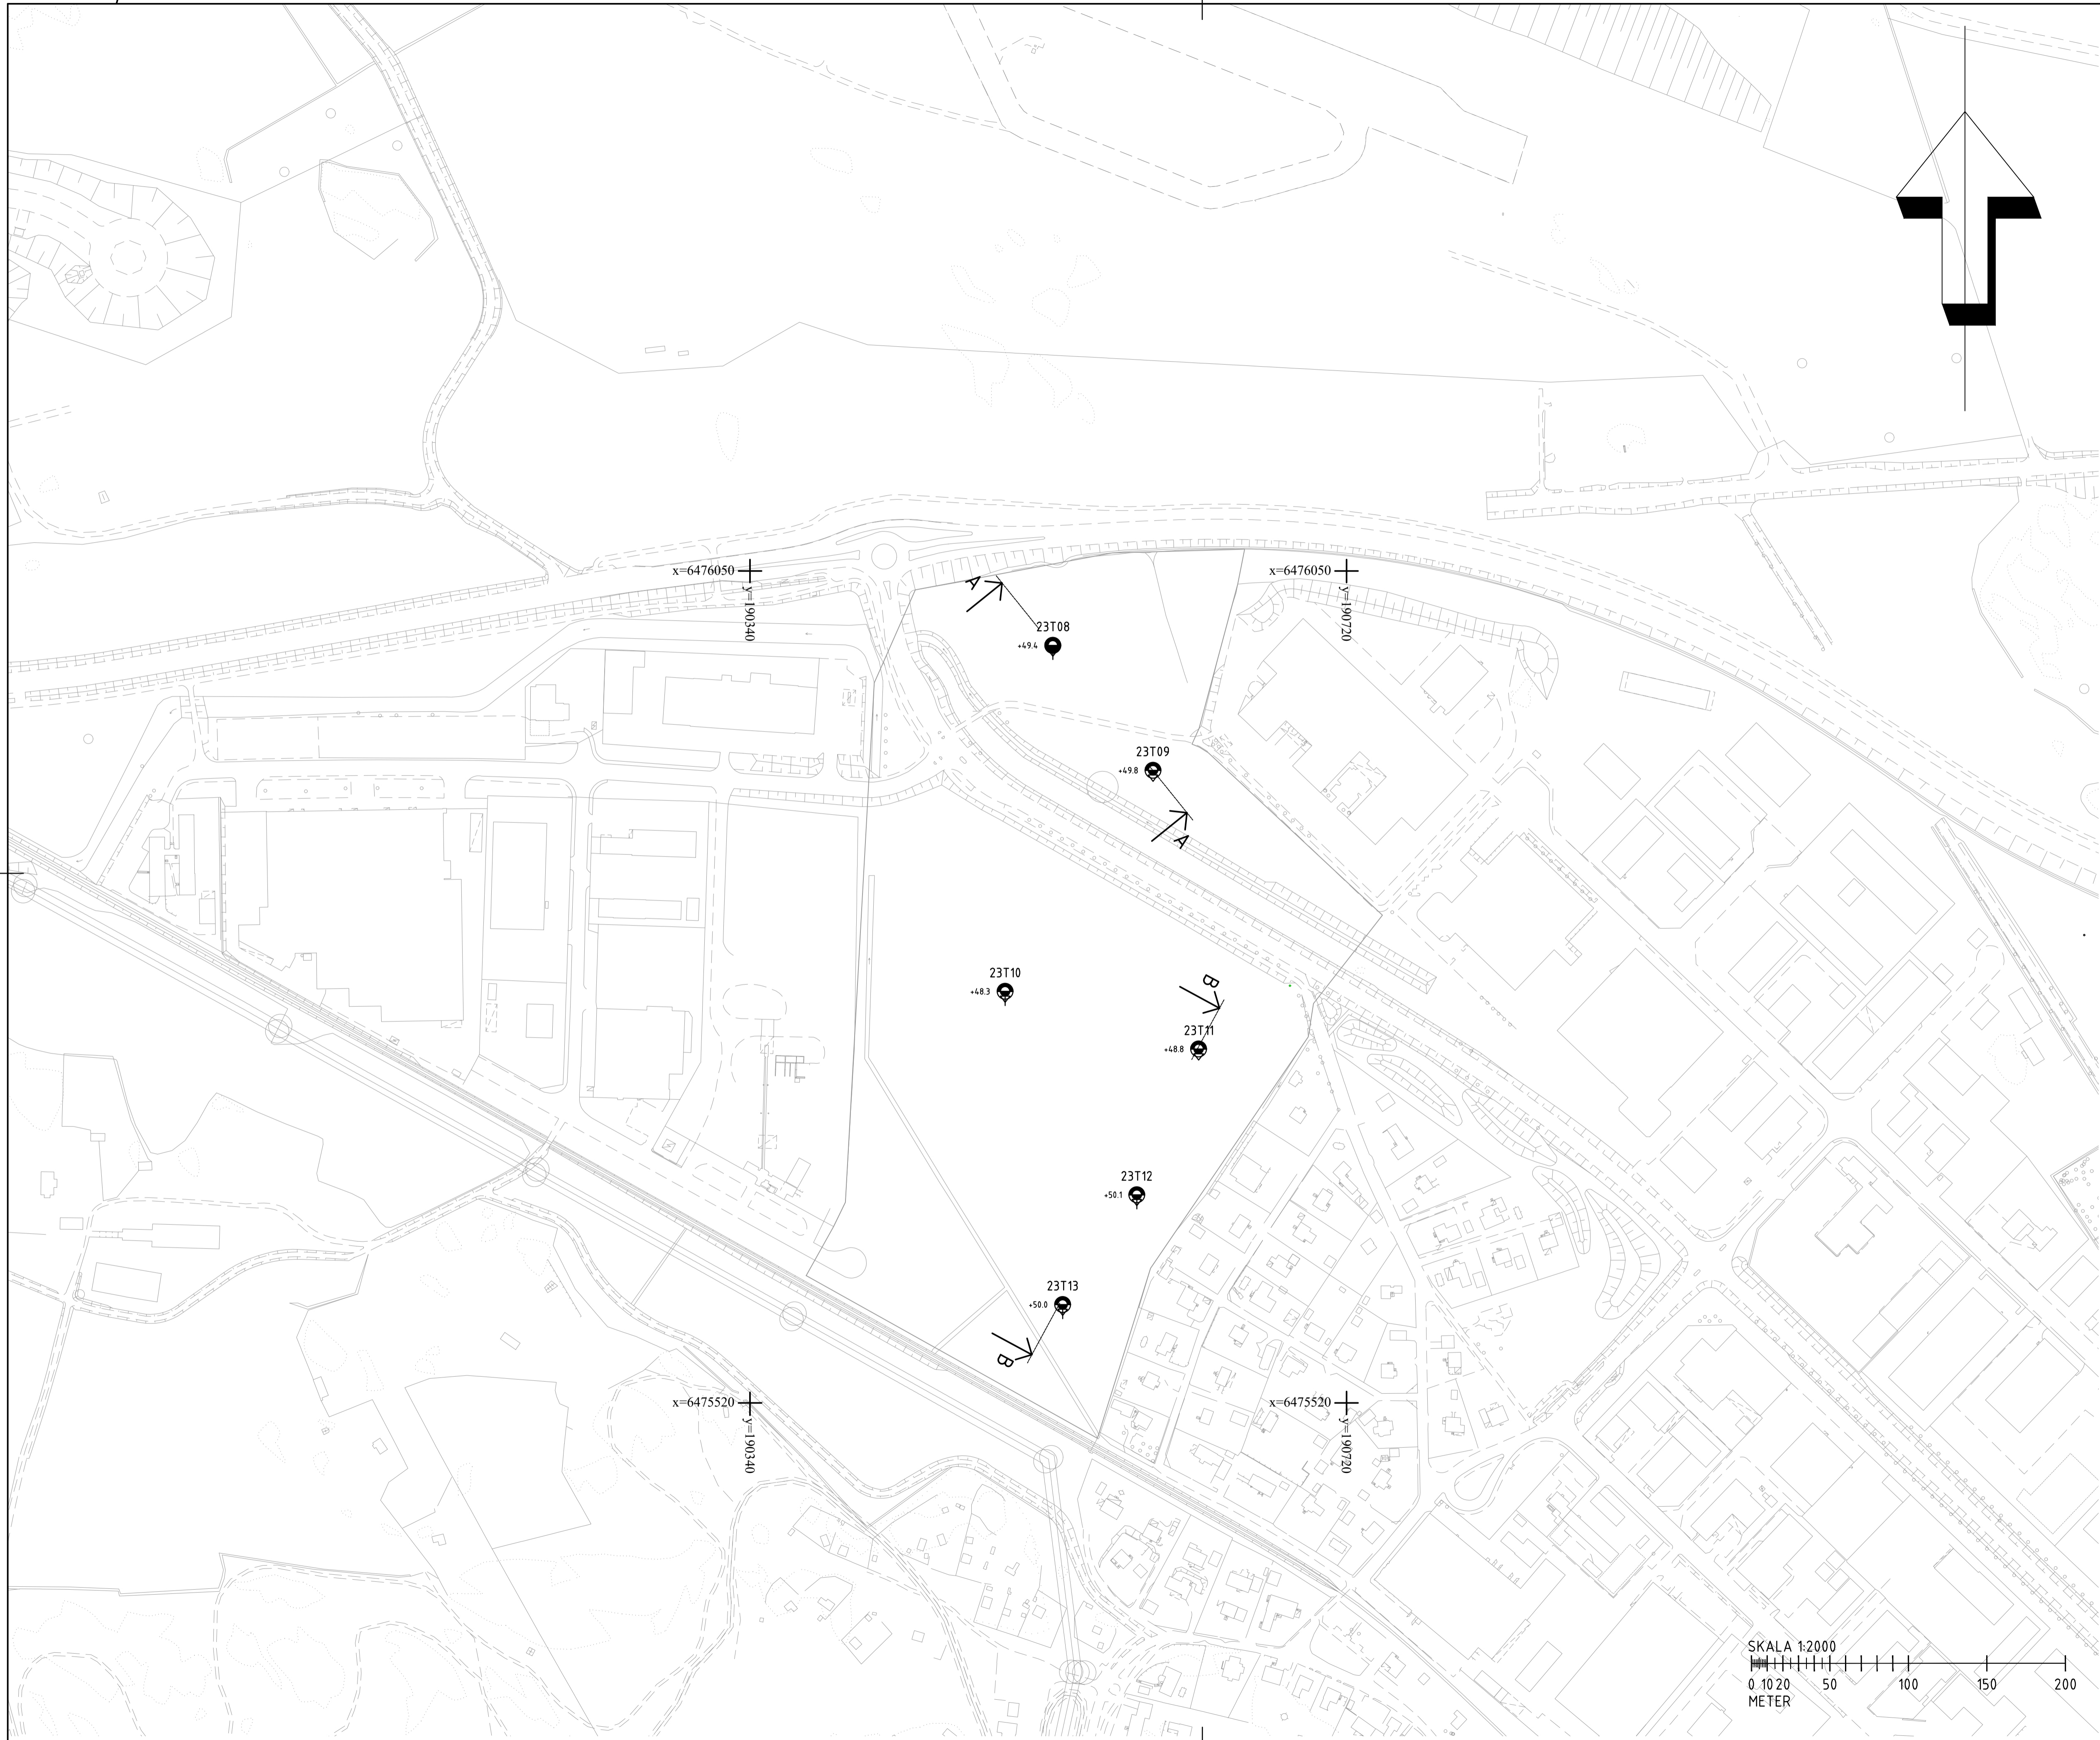 x=6476050
y=190340
x=6476050
y=190720
A
23T08
+49.4
23T09
+49.8
A
23T10
+48.3
B
23T11
+48.8
23T12
+50.1
23T13
+50.0
B
x=6475520
y=190340
x=6475520
y=190720
SKALA 1:2000
0 10 20 50 100 150 200
METER